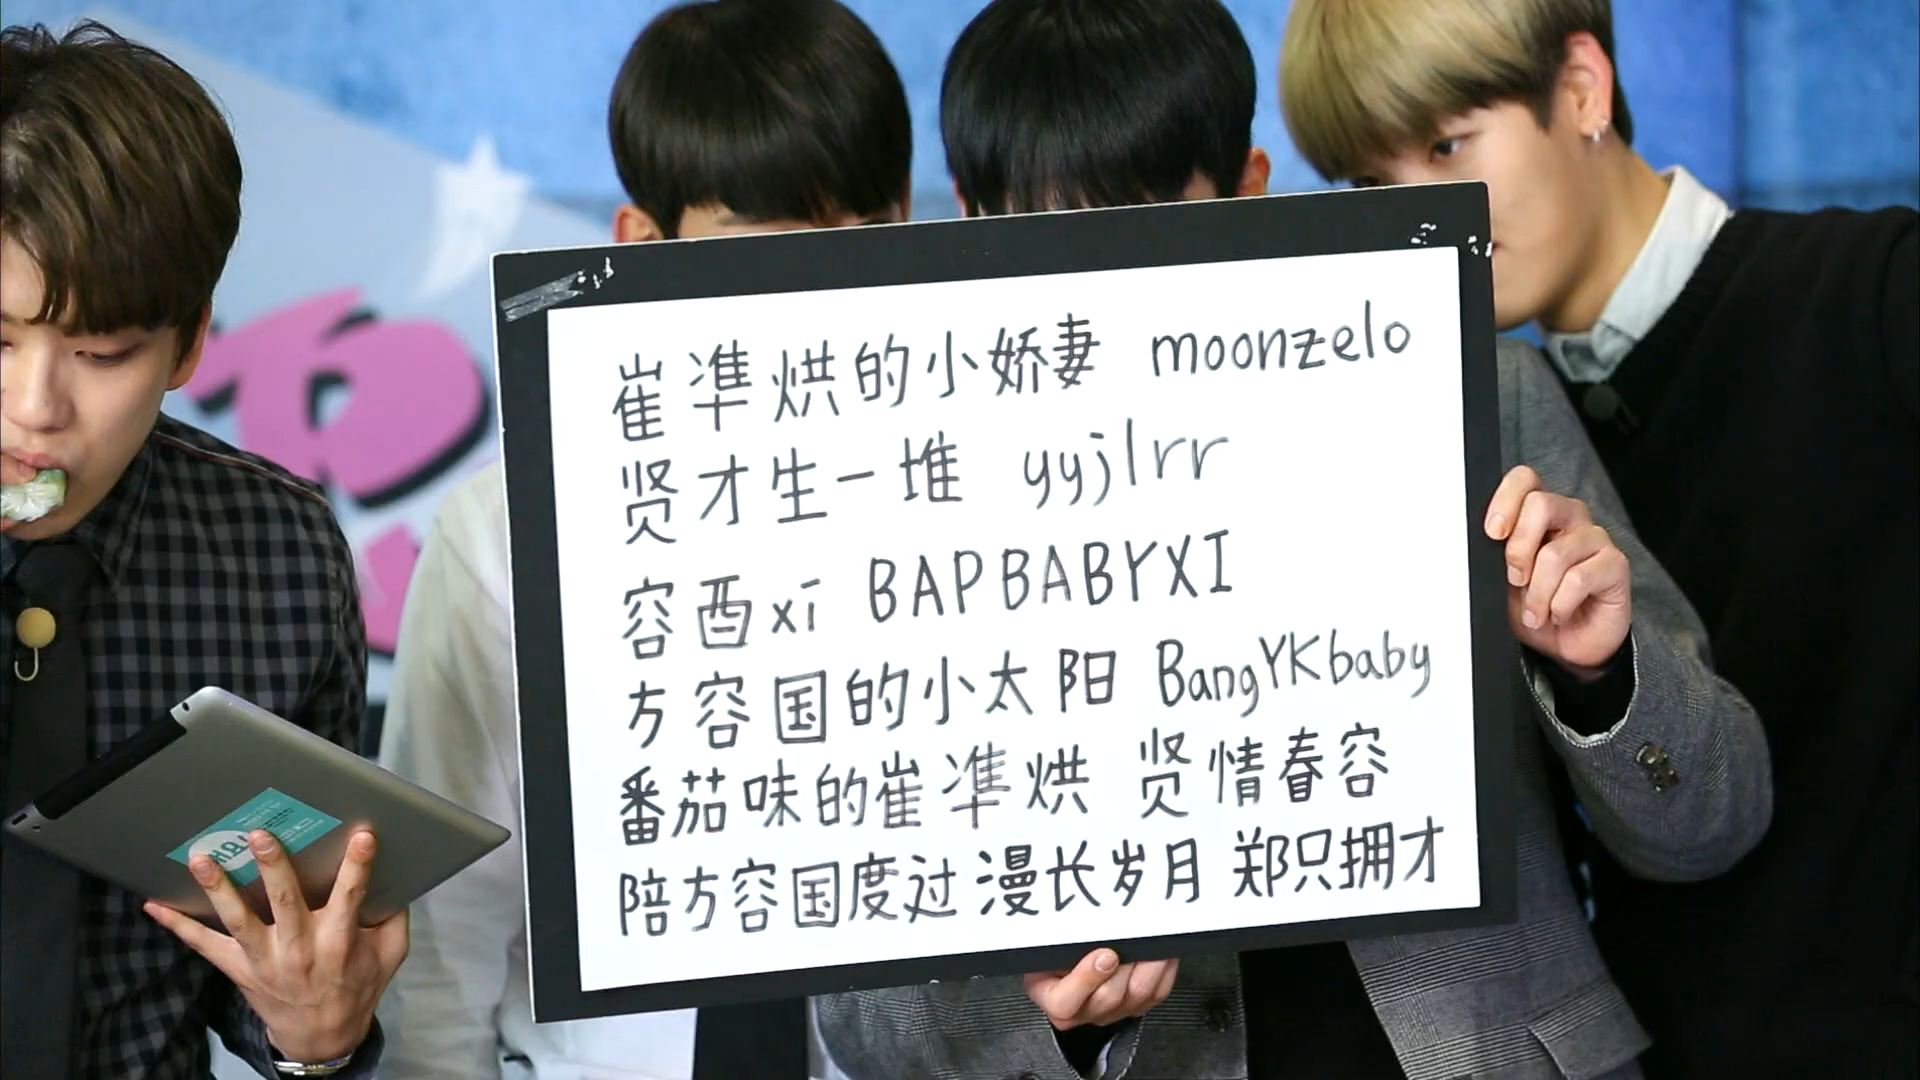 崔凖烘的小娇妻 moonzelo
贤才生一堆 yyjlrr
容酉xi BAPBABYXI
方容国的小太阳 BangYKbaby
番茄味的崔凖烘 贤情春容
陪方容国度过漫长岁月 郑只拥才